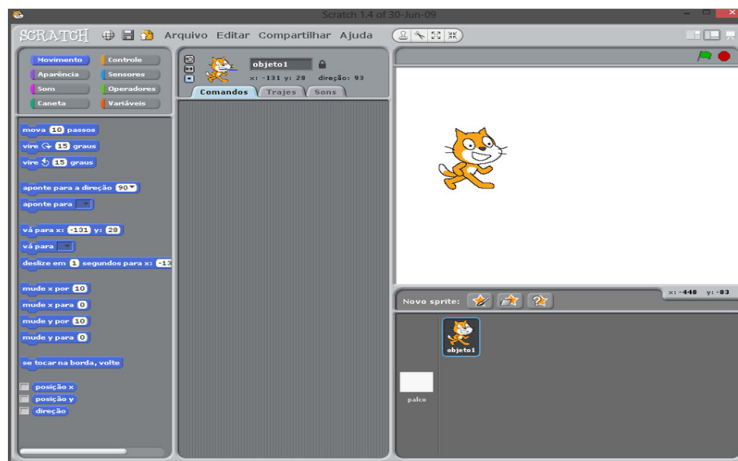 Scratch 1.4 of 30-Jun-09
SCRATCH Arquivo Editar Compartilhar Ajuda
Movimento Controle
Aparência Sensores
Som Operadores
Caneta Variáveis
objeto1
x: -131 y: 28 direção: 93
Comandos Trajes Sons
mova 10 passos
vire 15 graus
vire 15 graus
aponte para a direção 90
aponte para
vá para x: -131 y: 28
vá para
deslize em 1 segundos para x: -13
mude x por 10
mude x para 0
mude y por 10
mude y para 0
se tocar na borda, volte
posição x
posição y
direção
x: -448 y: -83
Novo sprite:
objeto1
palco